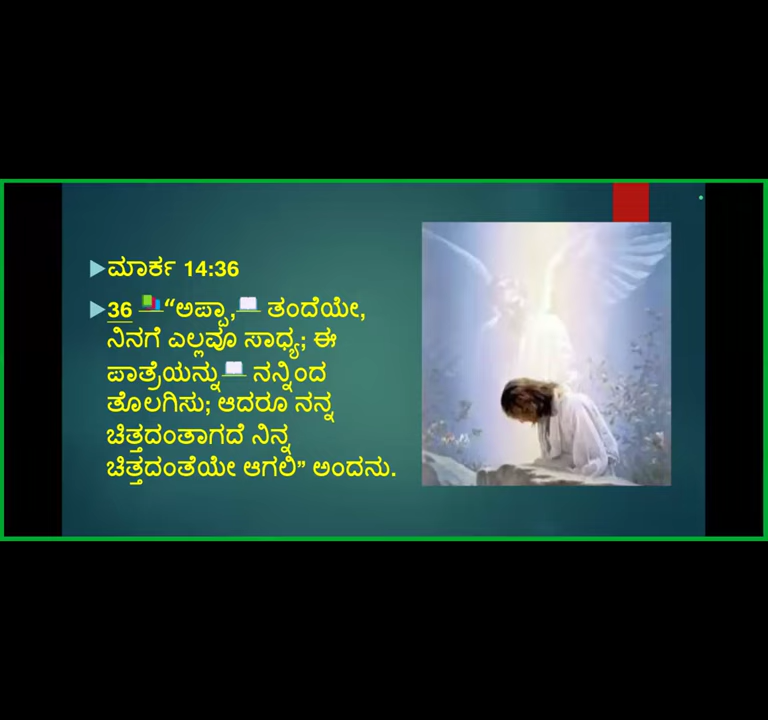 ಮಾರ್ಕ 14:36
36 “ಅಪ್ಪಾ, ತಂದೆಯೇ,
ನಿನಗೆ ಎಲ್ಲವೂ ಸಾಧ್ಯ; ಈ
ಪಾತ್ರೆಯನ್ನು ನನ್ನಿಂದ
ತೊಲಗಿಸು; ಆದರೂ ನನ್ನ
ಚಿತ್ತದಂತಾಗದೆ ನಿನ್ನ
ಚಿತ್ತದಂತೆಯೇ ಆಗಲಿ” ಅಂದನು.